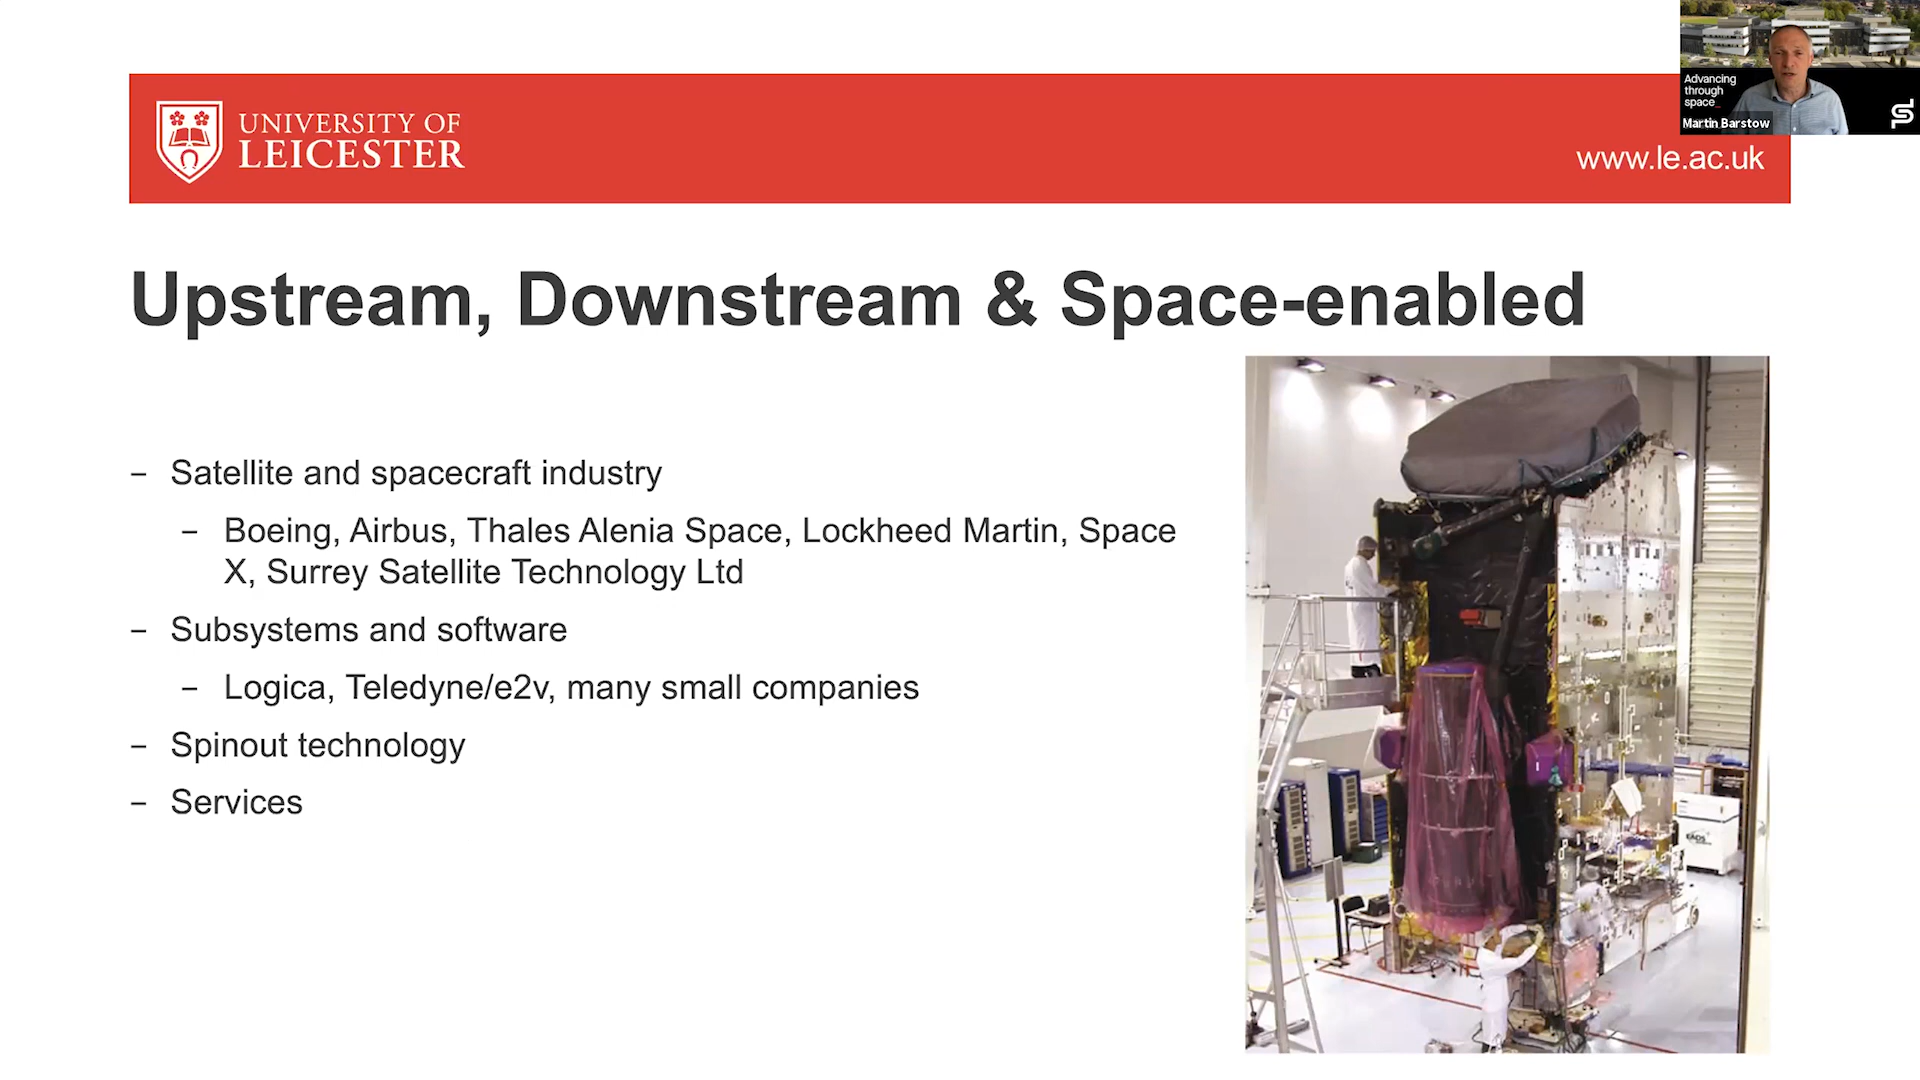 UNIVERSITY OF
LEICESTER
www.le.ac.uk
Advancing
through
space_
Martin Barstow
Upstream, Downstream & Space-enabled
– Satellite and spacecraft industry
– Boeing, Airbus, Thales Alenia Space, Lockheed Martin, Space
X, Surrey Satellite Technology Ltd
– Subsystems and software
– Logica, Teledyne/e2v, many small companies
– Spinout technology
– Services
EADS